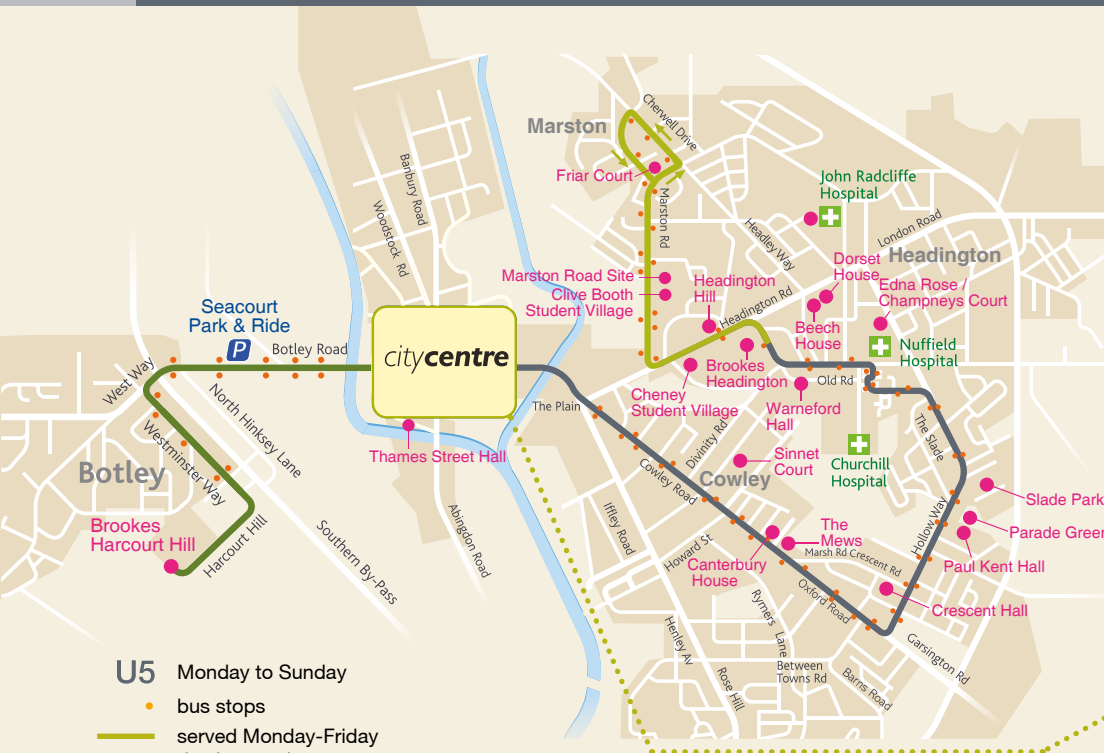 Cherwell Drive
Marston
Banbury Road
Friar Court
John Radcliffe
Hospital
Woodstock Rd
Marston Rd
Headley Way
London Road
Headington
Dorset
House
Marston Road Site
Clive Booth
Student Village
Headington
Hill
Edna Rose /
Champneys Court
Headington Rd
Seacourt
Park & Ride
P
Botley Road
citycentre
Beech
House
Nuffield
Hospital
Brookes
Headington
West Way
Old Rd
North Hinksey Lane
The Plain
Cheney
Student Village
Warneford
Hall
Westminster Way
Thames Street Hall
Divinity Rd
The Slade
Botley
Cowley Road
Sinnet
Court
Cowley
Churchill
Hospital
Slade Park
Brookes
Harcourt Hill
Harcourt Hill
Southern By-Pass
Abingdon Road
Iffley Road
Howard St
The
Mews
Marsh Rd
Crescent Rd
Hollow Way
Parade Green
Canterbury
House
Paul Kent Hall
Oxford Road
Crescent Hall
Rymers Lane
Henley Av
Garsington Rd
Between
Towns Rd
Barns Road
Rose Hill
U5 Monday to Sunday
bus stops
served Monday-Friday